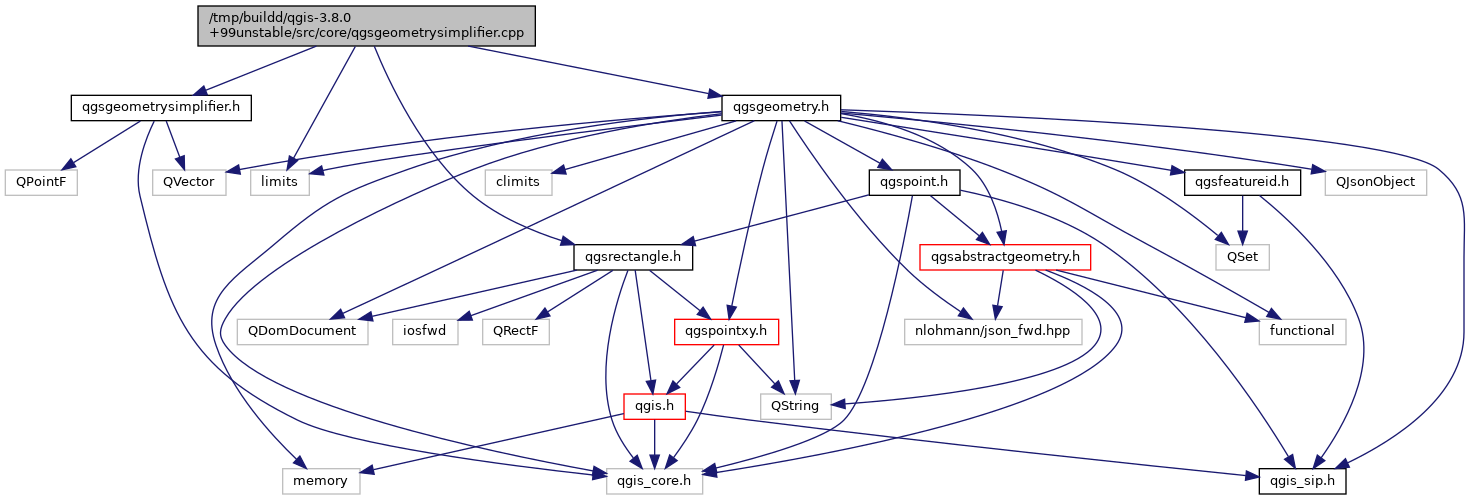 /tmp/buildd/qgis-3.8.0
+99unstable/src/core/qgsgeometrysimplifier.cpp
qgsgeometrysimplifier.h
qgsgeometry.h
QPointF
QVector
limits
climits
qgspoint.h
qgsfeatureid.h
QJsonObject
qgsrectangle.h
qgsabstractgeometry.h
QSet
QDomDocument
iosfwd
QRectF
qgspointxy.h
nlohmann/json_fwd.hpp
functional
qgis.h
QString
memory
qgis_core.h
qgis_sip.h